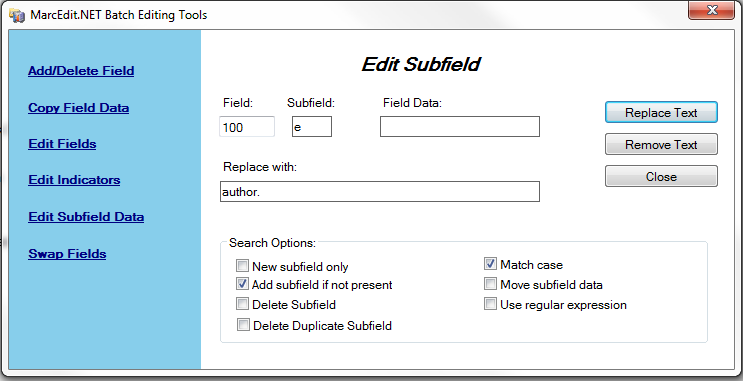 MarcEdit.NET Batch Editing Tools
Add/Delete Field
Copy Field Data
Edit Fields
Edit Indicators
Edit Subfield Data
Swap Fields
Edit Subfield
Field: Subfield: Field Data:
100 e
Replace with:
author.
Replace Text
Remove Text
Close
Search Options:
New subfield only
Add subfield if not present
Delete Subfield
Delete Duplicate Subfield
Match case
Move subfield data
Use regular expression